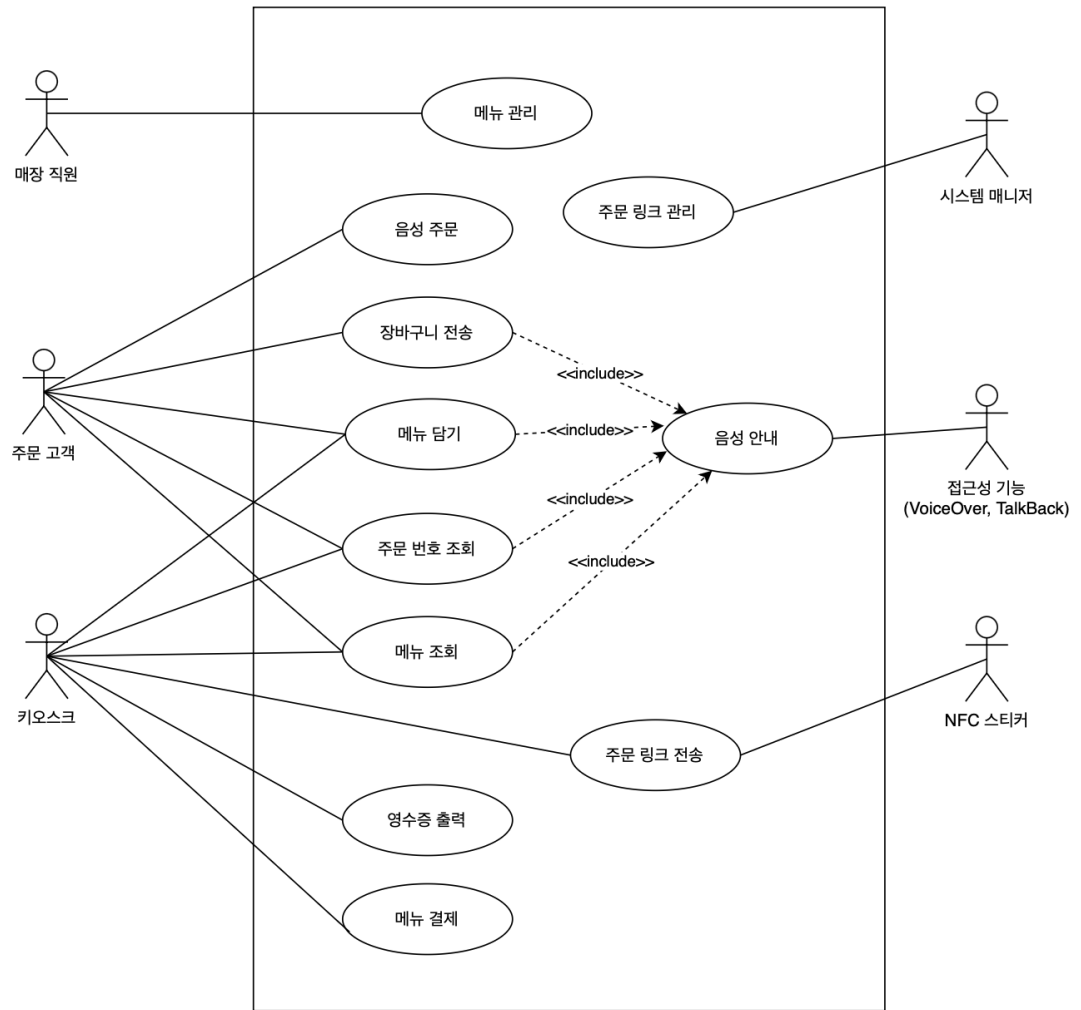 메뉴 관리
매장 직원
시스템 매니저
주문 링크 관리
음성 주문
장바구니 전송
<<include>>
주문 고객
메뉴 담기
<<include>>
음성 안내
접근성 기능
(VoiceOver, TalkBack)
<<include>>
주문 번호 조회
<<include>>
메뉴 조회
키오스크
NFC 스티커
주문 링크 전송
영수증 출력
메뉴 결제